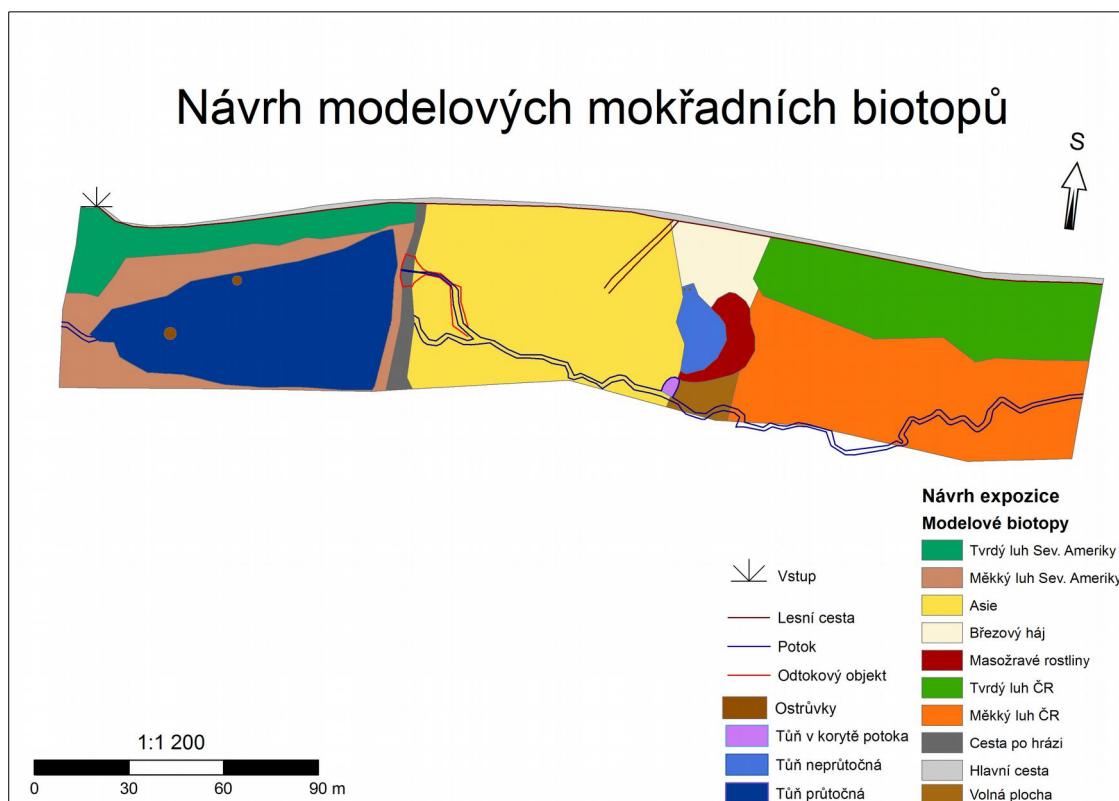 Návrh modelových mokřadních biotopů
S
Návrh expozice
Modelové biotopy
Tvrdý luh Sev. Ameriky
Měkký luh Sev. Ameriky
Asie
Březový háj
Masožravé rostliny
Tvrdý luh ČR
Měkký luh ČR
Cesta po hrázi
Hlavní cesta
Volná plocha
Vstup
Lesní cesta
Potok
Odtokový objekt
Ostrůvky
Tůň v korytě potoka
Tůň neprůtočná
Tůň průtočná
1:1 200
0 30 60 90 m